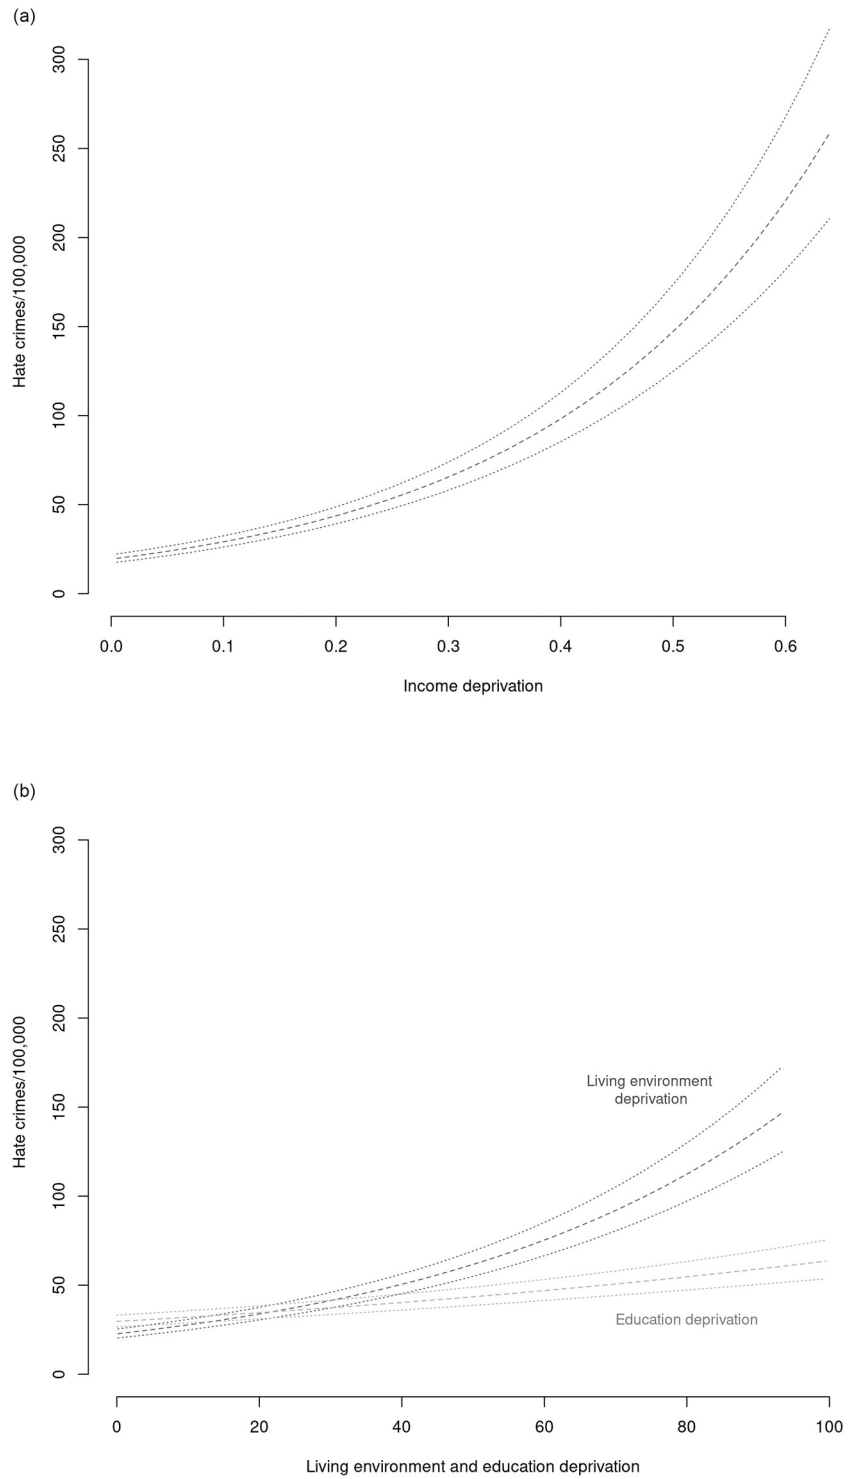 (a)
300
250
200
150
100
50
0
Hate crimes/100,000
0.0 0.1 0.2 0.3 0.4 0.5 0.6
Income deprivation
(b)
300
250
200
150
100
50
0
Hate crimes/100,000
Living environment
deprivation
Education deprivation
0 20 40 60 80 100
Living environment and education deprivation